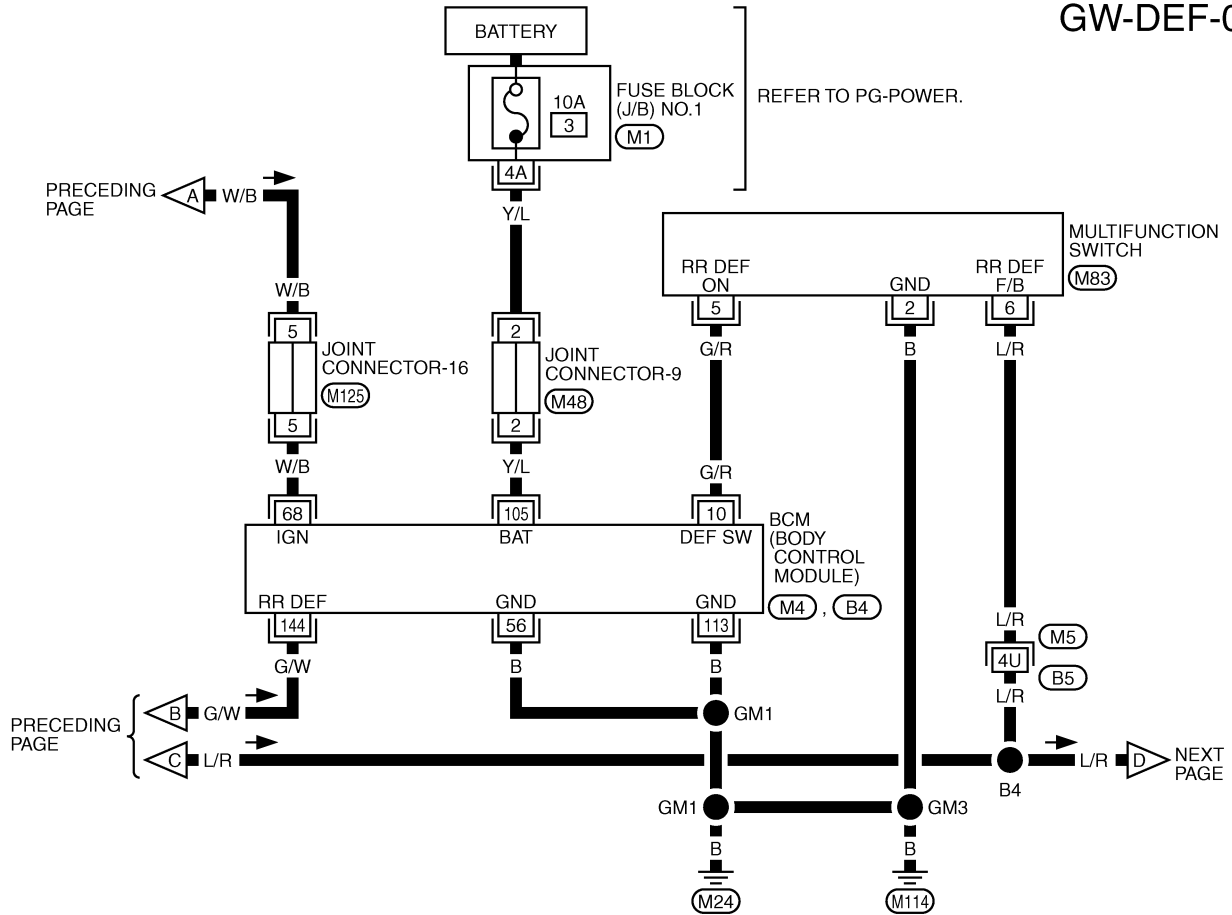 GW-DEF-0
BATTERY
FUSE BLOCK
(J/B) NO.1
M1
10A
3
4A
REFER TO PG-POWER.
PRECEDING
PAGE
A
W/B
Y/L
MULTIFUNCTION
SWITCH
M83
RR DEF
ON
GND
RR DEF
F/B
5
2
6
W/B
G/R
B
L/R
5
2
JOINT
CONNECTOR-16
M125
JOINT
CONNECTOR-9
M48
5
2
W/B
Y/L
G/R
68
105
10
IGN
BAT
DEF SW
BCM
(BODY
CONTROL
MODULE)
M4 , B4
RR DEF
GND
GND
144
56
113
G/W
B
B
L/R
M5
4U
B5
L/R
PRECEDING
PAGE
B
G/W
GM1
C
L/R
L/R
D
NEXT
PAGE
B4
GM1
GM3
B
B
M24
M114